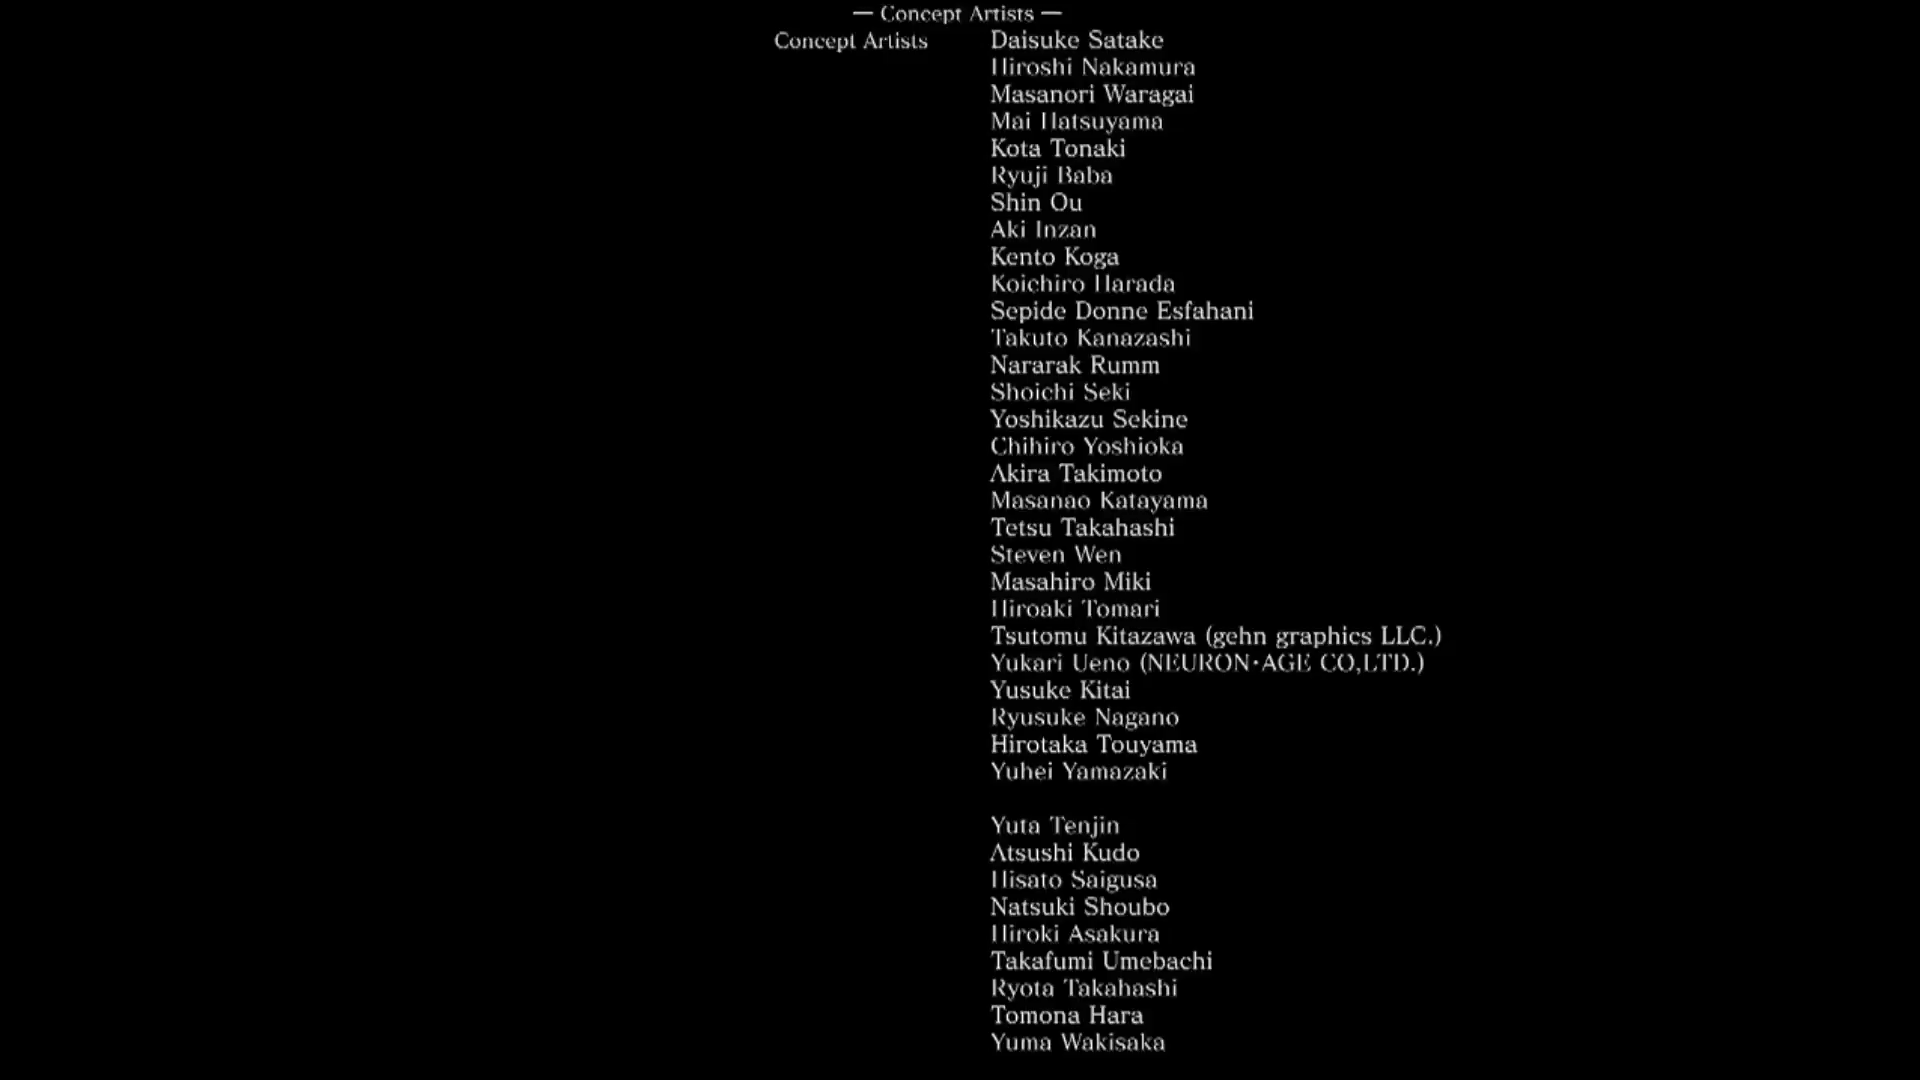 — Concept Artists —
Concept Artists Daisuke Satake
Hiroshi Nakamura
Masanori Waragai
Mai Hatsuyama
Kota Tonaki
Ryuji Baba
Shin Ou
Aki Inzan
Kento Koga
Koichiro Harada
Sepide Donne Esfahani
Takuto Kanazashi
Nararak Rumm
Shoichi Seki
Yoshikazu Sekine
Chihiro Yoshioka
Akira Takimoto
Masanao Katayama
Tetsu Takahashi
Steven Wen
Masahiro Miki
Hiroaki Tomari
Tsutomu Kitazawa (gehn graphics LLC.)
Yukari Ueno (NEURON・AGE CO,LTD.)
Yusuke Kitai
Ryusuke Nagano
Hirotaka Touyama
Yuhei Yamazaki
Yuta Tenjin
Atsushi Kudo
Hisato Saigusa
Natsuki Shoubo
Hiroki Asakura
Takafumi Umebachi
Ryota Takahashi
Tomona Hara
Yuma Wakisaka